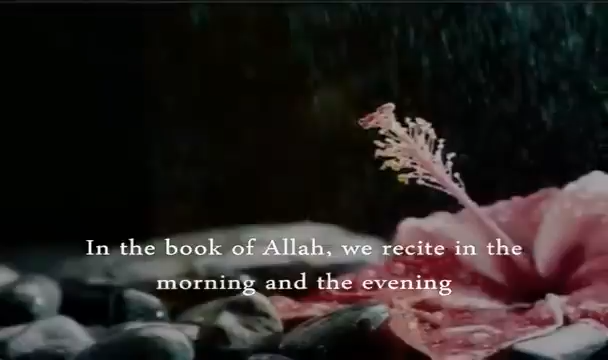 In the book of Allah, we recite in the
morning and the evening